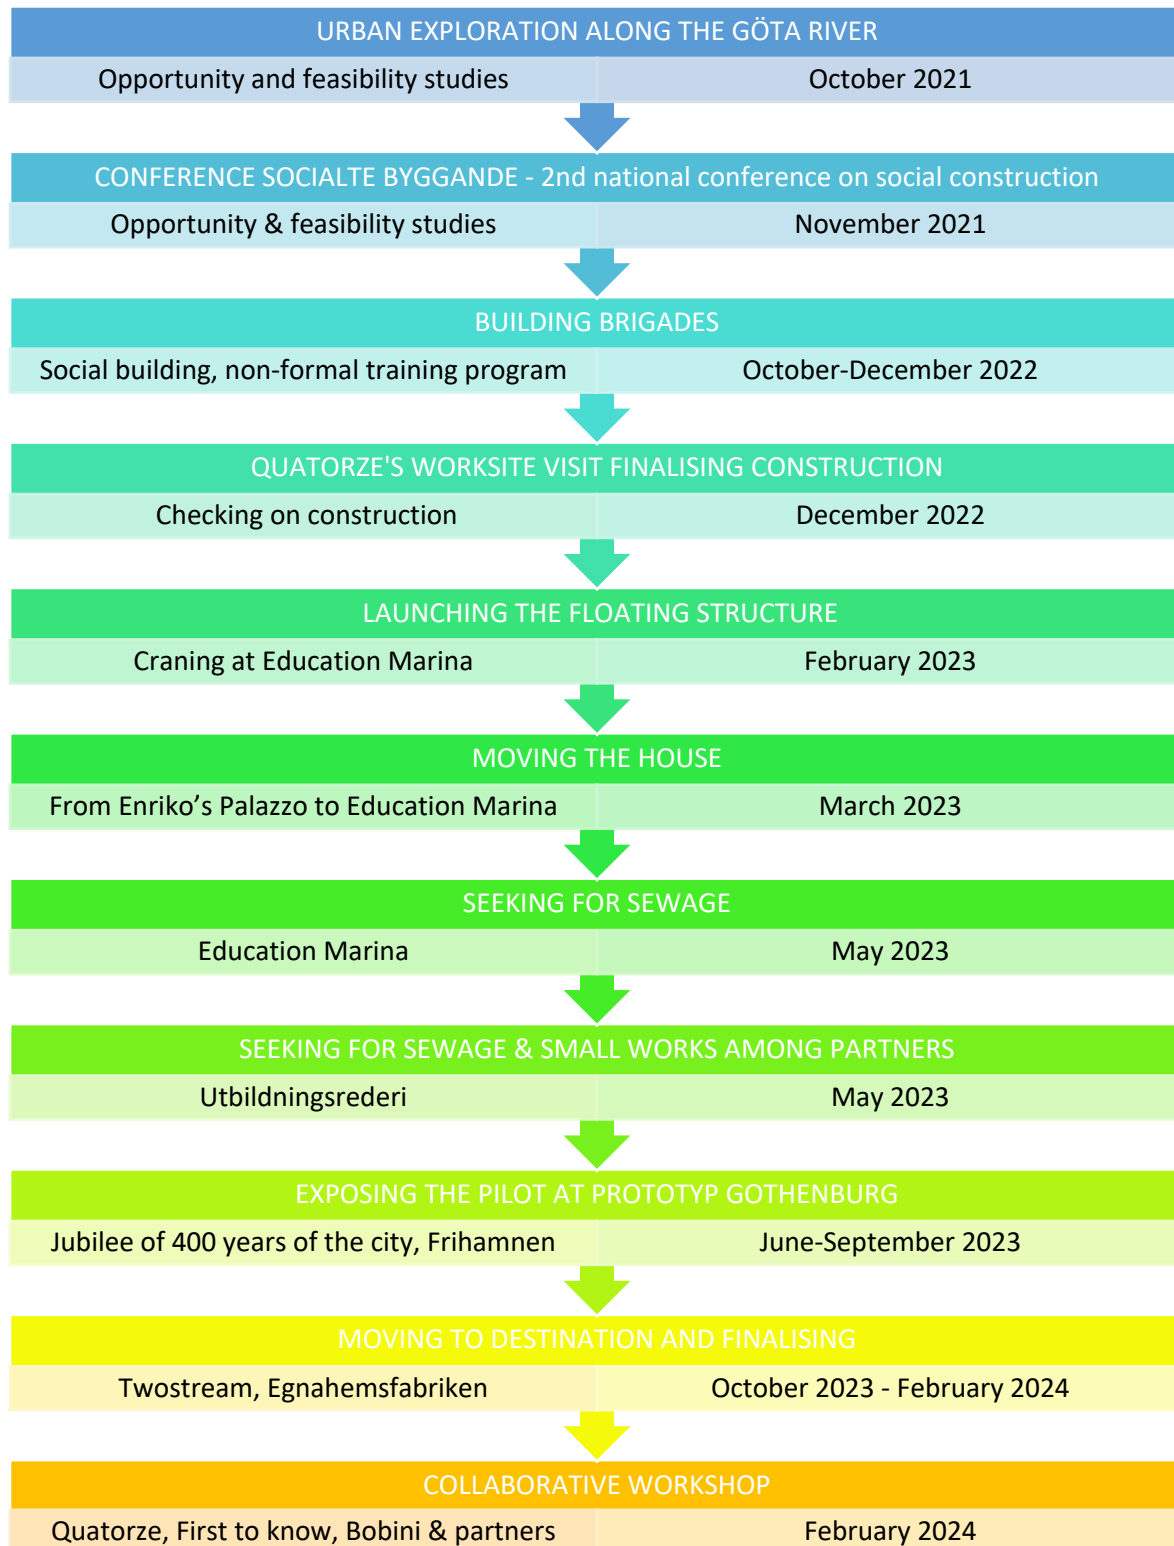 URBAN EXPLORATION ALONG THE GÖTA RIVER
Opportunity and feasibility studies October 2021
CONFERENCE SOCIALTE BYGGANDE - 2nd national conference on social construction
Opportunity & feasibility studies November 2021
BUILDING BRIGADES
Social building, non-formal training program October-December 2022
QUATORZE'S WORKSITE VISIT FINALISING CONSTRUCTION
Checking on construction December 2022
LAUNCHING THE FLOATING STRUCTURE
Craning at Education Marina February 2023
MOVING THE HOUSE
From Enriko’s Palazzo to Education Marina March 2023
SEEKING FOR SEWAGE
Education Marina May 2023
SEEKING FOR SEWAGE & SMALL WORKS AMONG PARTNERS
Utbildningsrederi May 2023
EXPOSING THE PILOT AT PROTOTYP GOTHENBURG
Jubilee of 400 years of the city, Frihamnen June-September 2023
MOVING TO DESTINATION AND FINALISING
Twostream, Egnahemsfabriken October 2023 - February 2024
COLLABORATIVE WORKSHOP
Quatorze, First to know, Bobini & partners February 2024